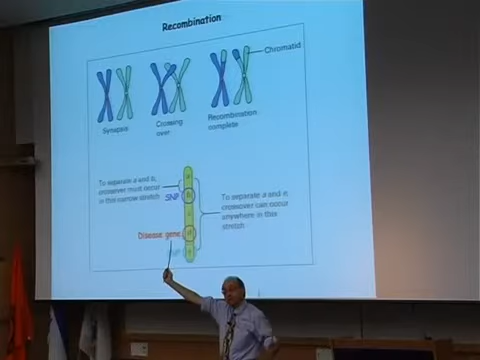 Recombination
Chromatid
Synapsis
Crossing
over
Recombination
complete
To separate a and b,
crossover must occur
in this narrow stretch
SNP
To separate a and
crossover can occur
anywhere in this
stretch
Disease gene